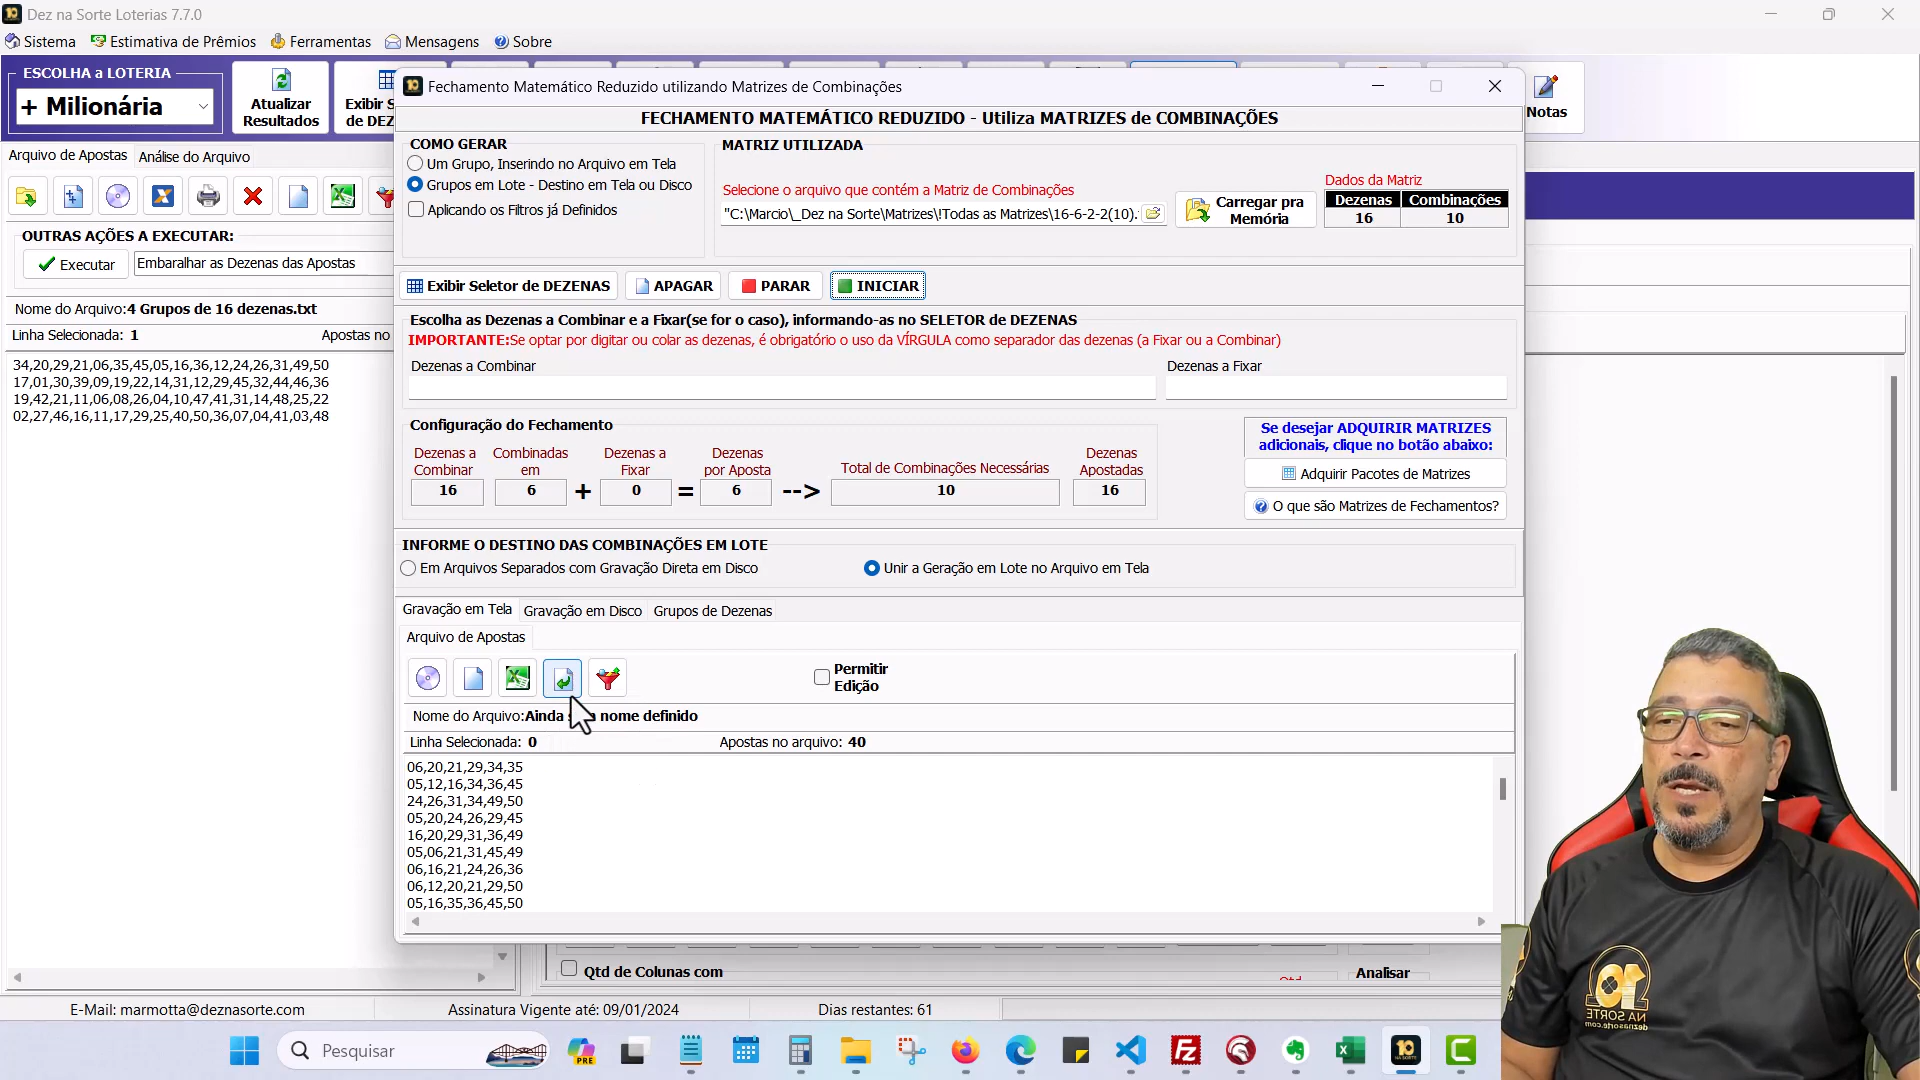 Dez na Sorte Loterias 7.7.0
Sistema
Estimativa de Prêmios
Ferramentas
Mensagens
Sobre
ESCOLHA a LOTERIA
+ Milionária
Atualizar
Resultados
Exibir S
de DEZ
Notas
Arquivo de Apostas
Análise do Arquivo
OUTRAS AÇÕES A EXECUTAR:
Executar
Embaralhar as Dezenas das Apostas
Nome do Arquivo:4 Grupos de 16 dezenas.txt
Linha Selecionada: 1
Apostas no
34,20,29,21,06,35,45,05,16,36,12,24,26,31,49,50
17,01,30,39,09,19,22,14,31,12,29,45,32,44,46,36
19,42,21,11,06,08,26,04,10,47,41,31,14,48,25,22
02,27,46,16,11,17,29,25,40,50,36,07,04,41,03,48
Fechamento Matemático Reduzido utilizando Matrizes de Combinações
FECHAMENTO MATEMÁTICO REDUZIDO - Utiliza MATRIZES de COMBINAÇÕES
COMO GERAR
Um Grupo, Inserindo no Arquivo em Tela
Grupos em Lote - Destino em Tela ou Disco
Aplicando os Filtros já Definidos
MATRIZ UTILIZADA
Selecione o arquivo que contém a Matriz de Combinações
"C:\Marcio\_Dez na Sorte\Matrizes\!Todas as Matrizes\16-6-2-2(10).
Carregar pra
Memória
Dados da Matriz
Dezenas
Combinações
16
10
Exibir Seletor de DEZENAS
APAGAR
PARAR
INICIAR
Escolha as Dezenas a Combinar e a Fixar(se for o caso), informando-as no SELETOR de DEZENAS
IMPORTANTE:Se optar por digitar ou colar as dezenas, é obrigatório o uso da VÍRGULA como separador das dezenas (a Fixar ou a Combinar)
Dezenas a Combinar
Dezenas a Fixar
Configuração do Fechamento
Dezenas a
Combinar
Combinadas
em
Dezenas a
Fixar
Dezenas
por Aposta
Total de Combinações Necessárias
Dezenas
Apostadas
16
6
+
0
=
6
-->
10
16
Se desejar ADQUIRIR MATRIZES
adicionais, clique no botão abaixo:
Adquirir Pacotes de Matrizes
O que são Matrizes de Fechamentos?
INFORME O DESTINO DAS COMBINAÇÕES EM LOTE
Em Arquivos Separados com Gravação Direta em Disco
Unir a Geração em Lote no Arquivo em Tela
Gravação em Tela
Gravação em Disco
Grupos de Dezenas
Arquivo de Apostas
Permitir
Edição
Nome do Arquivo:Ainda nome definido
Linha Selecionada: 0
Apostas no arquivo: 40
06,20,21,29,34,35
05,12,16,34,36,45
24,26,31,34,49,50
05,20,24,26,29,45
16,20,29,31,36,49
05,06,21,31,45,49
06,16,21,24,26,36
06,12,20,21,29,50
05,16,35,36,45,50
Qtd de Colunas com
Analisar
E-Mail: marmotta@deznasorte.com
Assinatura Vigente até: 09/01/2024
Dias restantes: 61
Pesquisar
PRE
NA SORTE
deznasorte.com